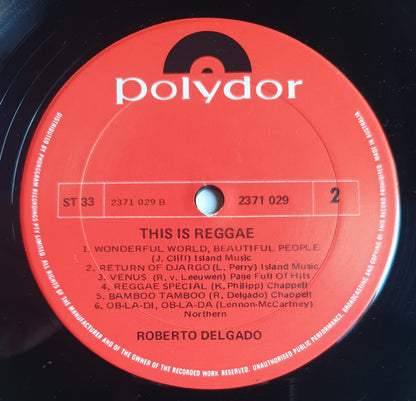 polydor
ST 33
2371 029 B
2371 029
2
THIS IS REGGAE
1. WONDERFUL WORLD, BEAUTIFUL PEOPLE
(J. Cliff) Island Music
2. RETURN OF DJARGO (L. Perry) Island Music
3. VENUS (R. v. Leeuwen) Page Full Of Hits
4. REGGAE SPECIAL (K. Philipp) Chappell
5. BAMBOO TAMBOO (R. Delgado) Chappell
6. OB-LA-DI, OB-LA-DA (Lennon-McCartney)
Northern
ROBERTO DELGADO
DISTRIBUTED BY PHONOGRAM RECORDINGS PTY. LIMITED. ALL RIGHTS OF THE MANUFACTURER AND OF THE OWNER OF THE RECORDED WORK RESERVED. UNAUTHORISED PUBLIC PERFORMANCE, BROADCASTING AND COPYING OF THIS RECORD PROHIBITED. MADE IN AUSTRALIA